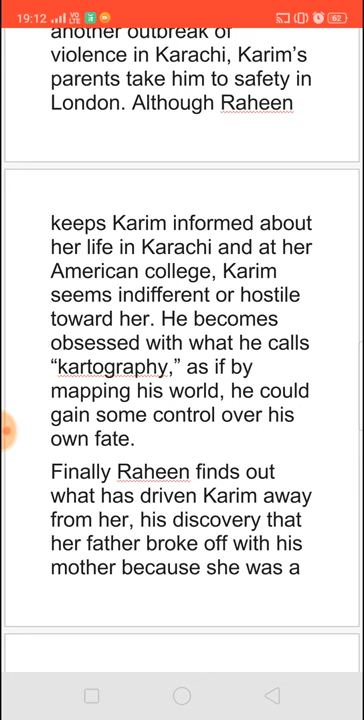 19:12 VO LTE 62
another outbreak of
violence in Karachi, Karim's
parents take him to safety in
London. Although Raheen
keeps Karim informed about
her life in Karachi and at her
American college, Karim
seems indifferent or hostile
toward her. He becomes
obsessed with what he calls
“kartography,” as if by
mapping his world, he could
gain some control over his
own fate.
Finally Raheen finds out
what has driven Karim away
from her, his discovery that
her father broke off with his
mother because she was a